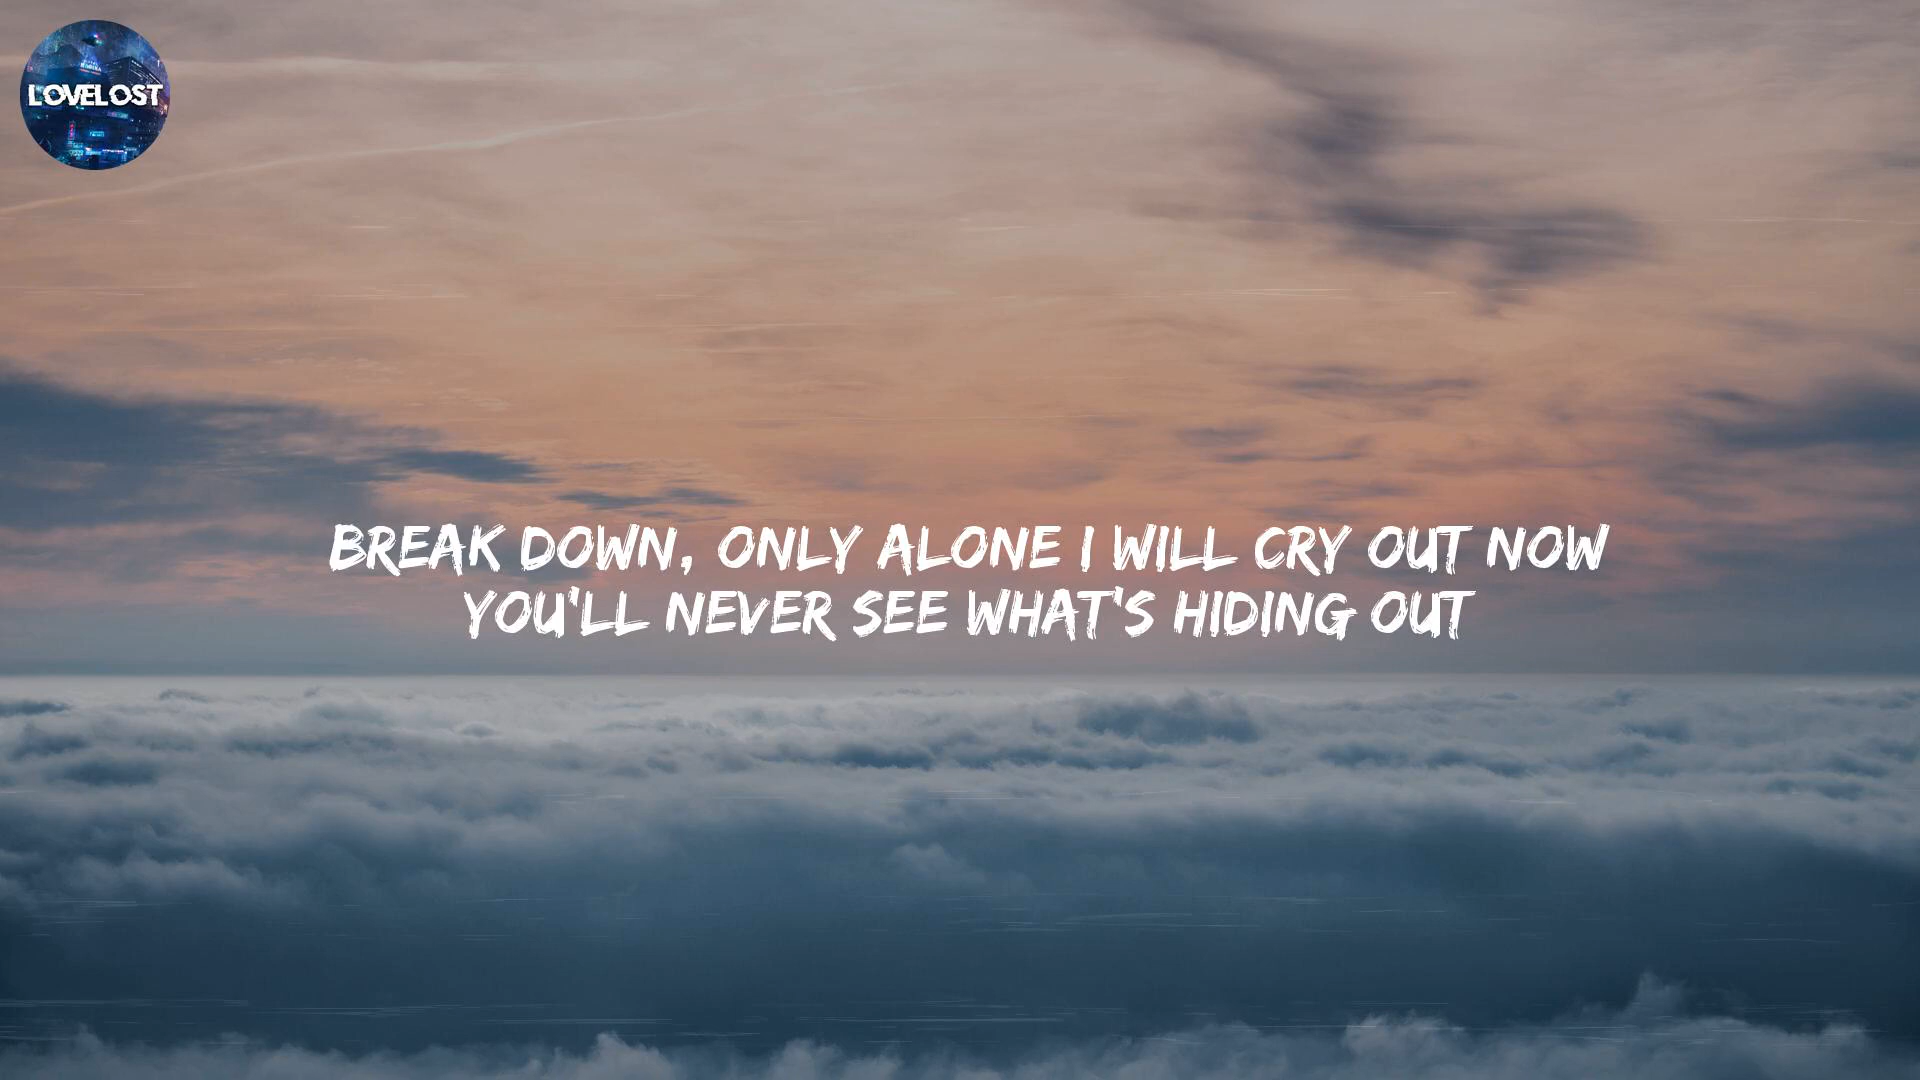 LOVELOST
BREAK DOWN, ONLY ALONE I WILL CRY OUT NOW
YOU'LL NEVER SEE WHAT'S HIDING OUT